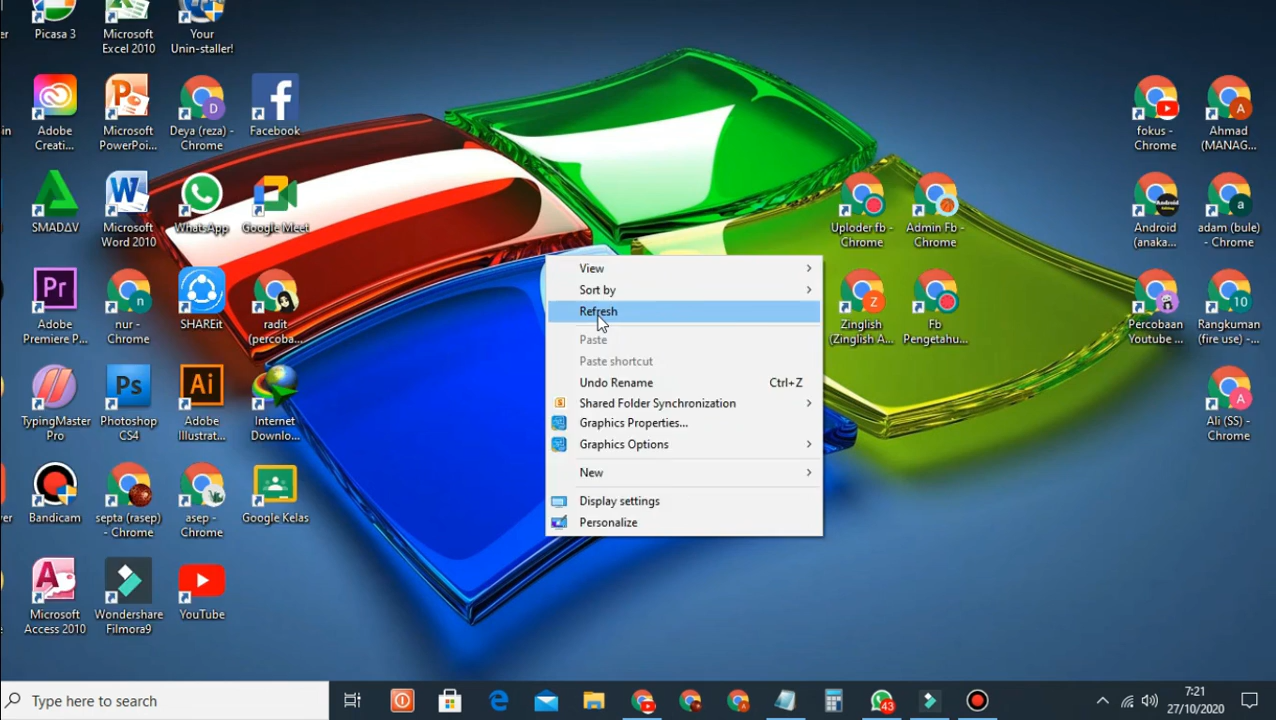 er
Picasa 3
Microsoft
Excel 2010
Your
Unin-staller!
in
Adobe
Creati...
Microsoft
PowerPoi...
Deya (reza) -
Chrome
Facebook
SMADΔV
Microsoft
Word 2010
WhatsApp
Google Meet
Adobe
Premiere P...
nur -
Chrome
SHAREit
radit
(percoba...
TypingMaster
Pro
Photoshop
CS4
Adobe
Illustrat...
Internet
Downlo...
ver
Bandicam
septa (rasep)
- Chrome
asep -
Chrome
Google Kelas
Microsoft
Access 2010
Wondershare
Filmora9
YouTube
View
Sort by
Refresh
Paste
Paste shortcut
Undo Rename Ctrl+Z
Shared Folder Synchronization
Graphics Properties...
Graphics Options
New
Display settings
Personalize
Uploder fb -
Chrome
Admin Fb -
Chrome
Zinglish
(Zinglish A...
Fb
Pengetahu...
fokus -
Chrome
Ahmad
(MANAG...
Android
(anaka...
adam (bule)
- Chrome
Percobaan
Youtube ...
Rangkuman
(fire use) -...
Ali (SS) -
Chrome
Type here to search
43
7:21
27/10/2020